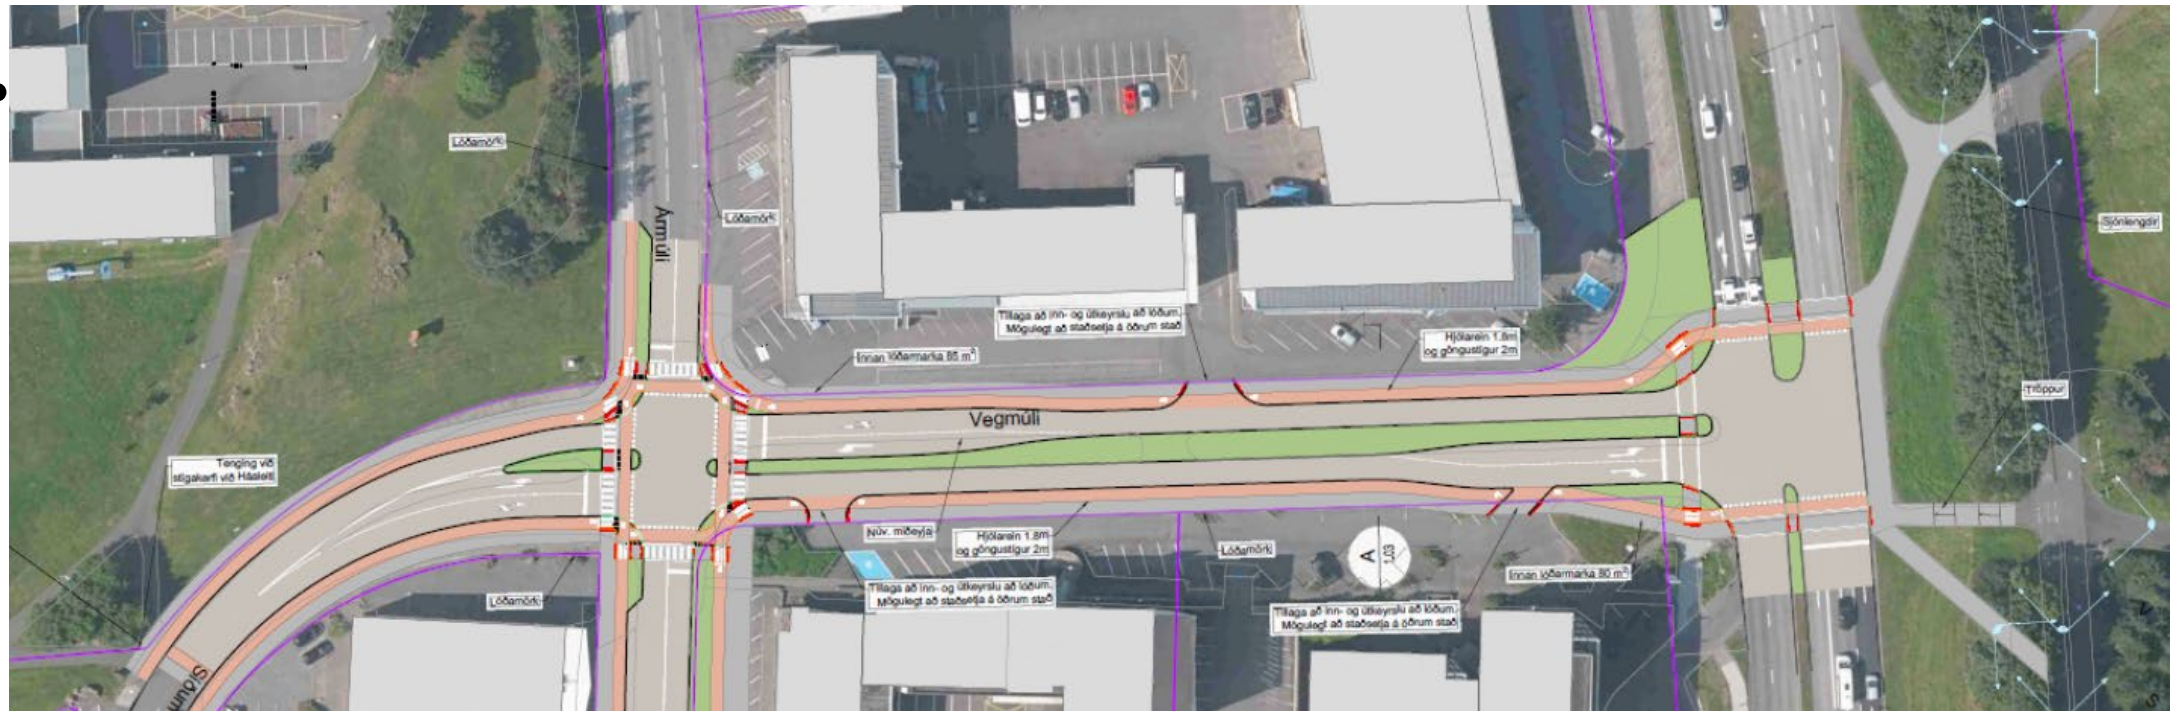 Lóðamörk
Ármúli
Lóðamörk
Sjónlengdir
Tillaga að inn- og útkeyrslu að lóðum.
Mögulegt að staðsetja á öðrum stað
Innan lóðarmarka 85 m²
Hjólarein 1.8m
og göngustígur 2m
Tröppur
Vegmúli
Tenging við
stígakerfi við Háaleiti
Núv. miðeyja
Hjólarein 1.8m
og göngustígur 2m
Lóðamörk
A
1.03
Innan lóðarmarka 80 m²
Tillaga að inn- og útkeyrslu að lóðum.
Mögulegt að staðsetja á öðrum stað
Lóðamörk
Tillaga að inn- og útkeyrslu að lóðum.
Mögulegt að staðsetja á öðrum stað
Síðum